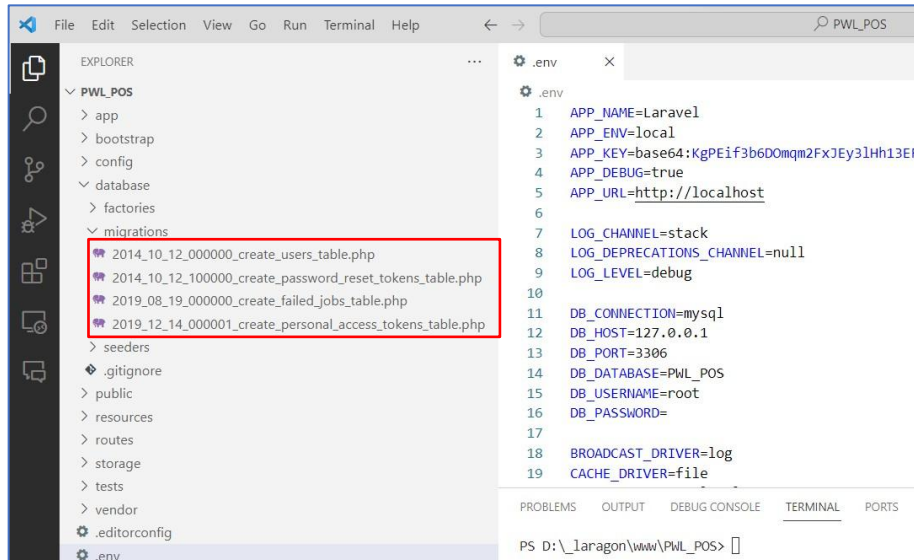 File Edit Selection View Go Run Terminal Help
PWL_POS
EXPLORER
PWL_POS
app
bootstrap
config
database
factories
migrations
2014_10_12_000000_create_users_table.php
2014_10_12_100000_create_password_reset_tokens_table.php
2019_08_19_000000_create_failed_jobs_table.php
2019_12_14_000001_create_personal_access_tokens_table.php
seeders
.gitignore
public
resources
routes
storage
tests
vendor
.editorconfig
.env
.env
.env
1 APP_NAME=Laravel
2 APP_ENV=local
3 APP_KEY=base64:
4 APP_DEBUG=true
5 APP_URL=http://localhost
6
7 LOG_CHANNEL=stack
8 LOG_DEPRECATIONS_CHANNEL=null
9 LOG_LEVEL=debug
10
11 DB_CONNECTION=mysql
12 DB_HOST=127.0.0.1
13 DB_PORT=3306
14 DB_DATABASE=PWL_POS
15 DB_USERNAME=root
16 DB_PASSWORD=
17
18 BROADCAST_DRIVER=log
19 CACHE_DRIVER=file
PROBLEMS OUTPUT DEBUG CONSOLE TERMINAL PORTS
PS D:\_laragon\www\PWL_POS>